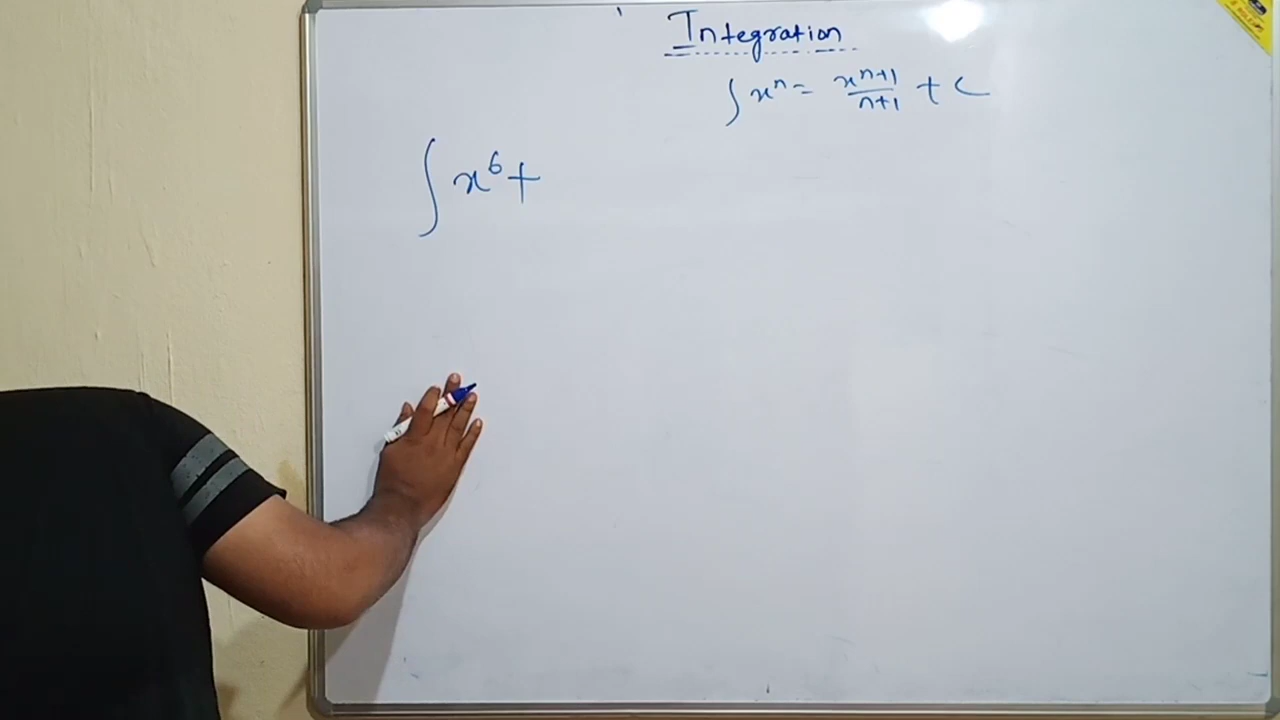 Integration
∫ xⁿ = xⁿ⁺¹/n+1 + C
∫ x⁶ +